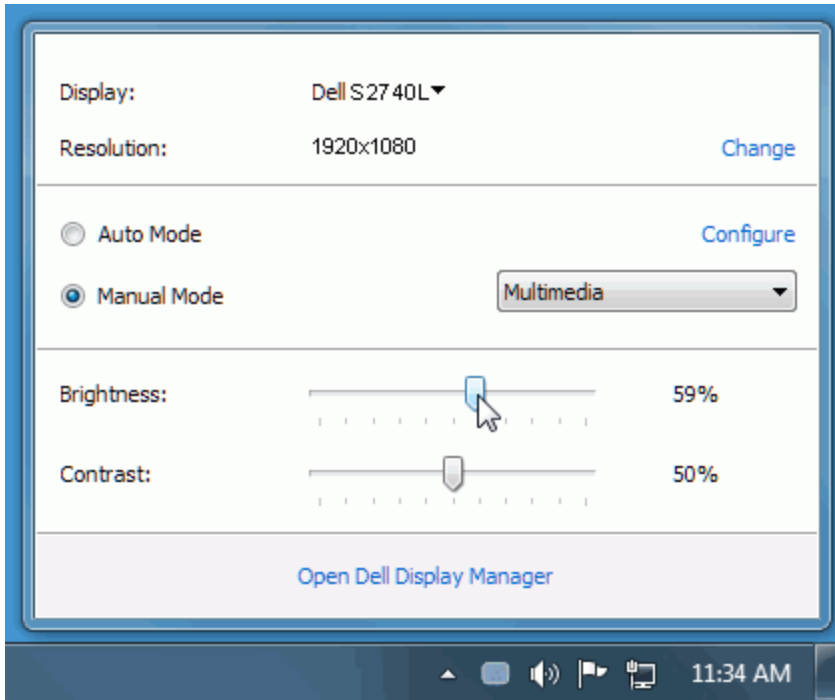 Display: Dell S2740L
Resolution: 1920x1080 Change
Auto Mode Configure
Manual Mode Multimedia
Brightness: 59%
Contrast: 50%
Open Dell Display Manager
11:34 AM